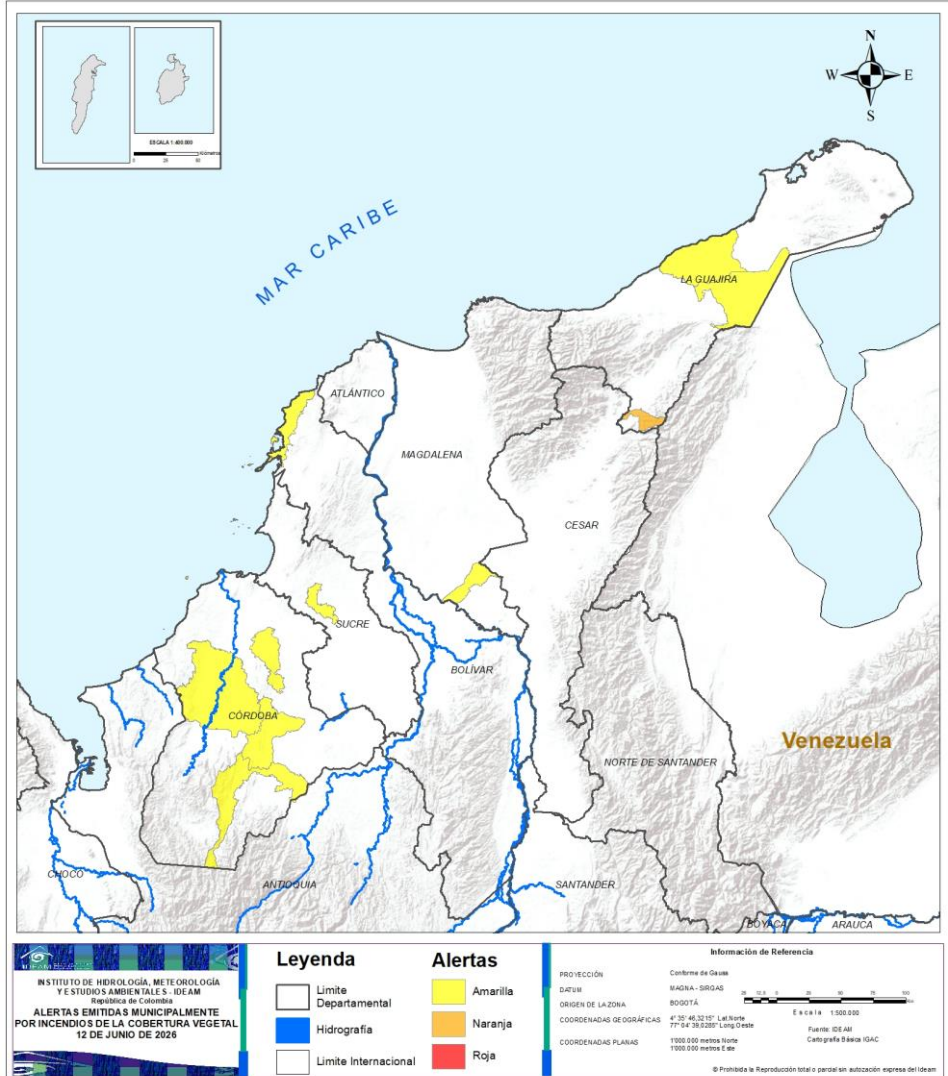 ESCALA 1:400.000
N
W
E
S
MAR CARIBE
LA GUAJIRA
ATLÁNTICO
MAGDALENA
CESAR
SUCRE
BOLÍVAR
CÓRDOBA
Venezuela
NORTE DE SANTANDER
CHOCÓ
ANTIOQUIA
SANTANDER
BOYACÁ
ARAUCA
IDEAM
INSTITUTO DE HIDROLOGÍA, METEOROLOGÍA
Y ESTUDIOS AMBIENTALES - IDEAM
República de Colombia
ALERTAS EMITIDAS MUNICIPALMENTE
POR INCENDIOS DE LA COBERTURA VEGETAL
12 DE JUNIO DE 2026
Leyenda
Limite
Departamental
Hidrografía
Limite Internacional
Alertas
Amarilla
Naranja
Roja
Información de Referencia
PROYECCIÓN
Conforme de Gauss
DATUM
MAGNA - SIRGAS
ORIGEN DE LA ZONA
BOGOTÁ
COORDENADAS GEOGRÁFICAS
4° 35' 46,3215" Lat.Norte
77° 04' 39,0285" Long.Oeste
COORDENADAS PLANAS
1'000.000 metros Norte
1'000.000 metros Este
Escala 1:500.000
Fuente: IDEAM
Cartografía Básica IGAC
© Prohibida la Reproducción total o parcial sin autozación expresa del Ideam